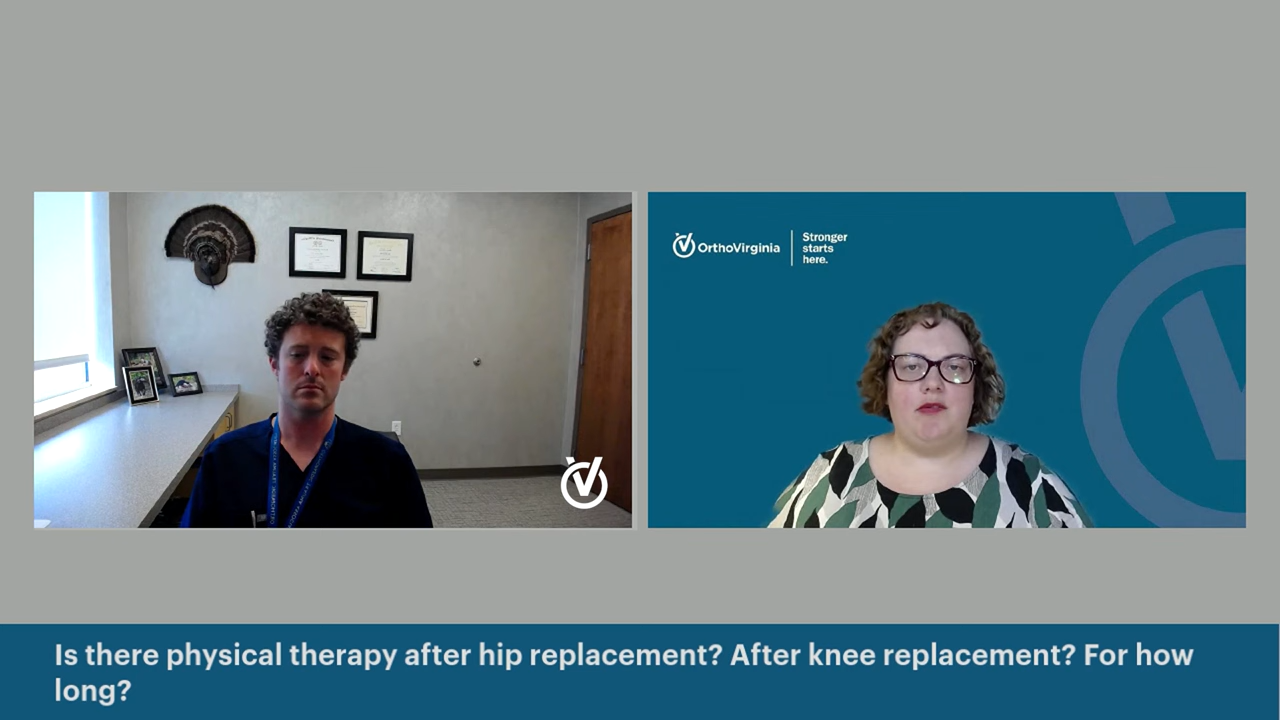 OrthoVirginia
Stronger
starts
here.
Is there physical therapy after hip replacement? After knee replacement? For how
long?